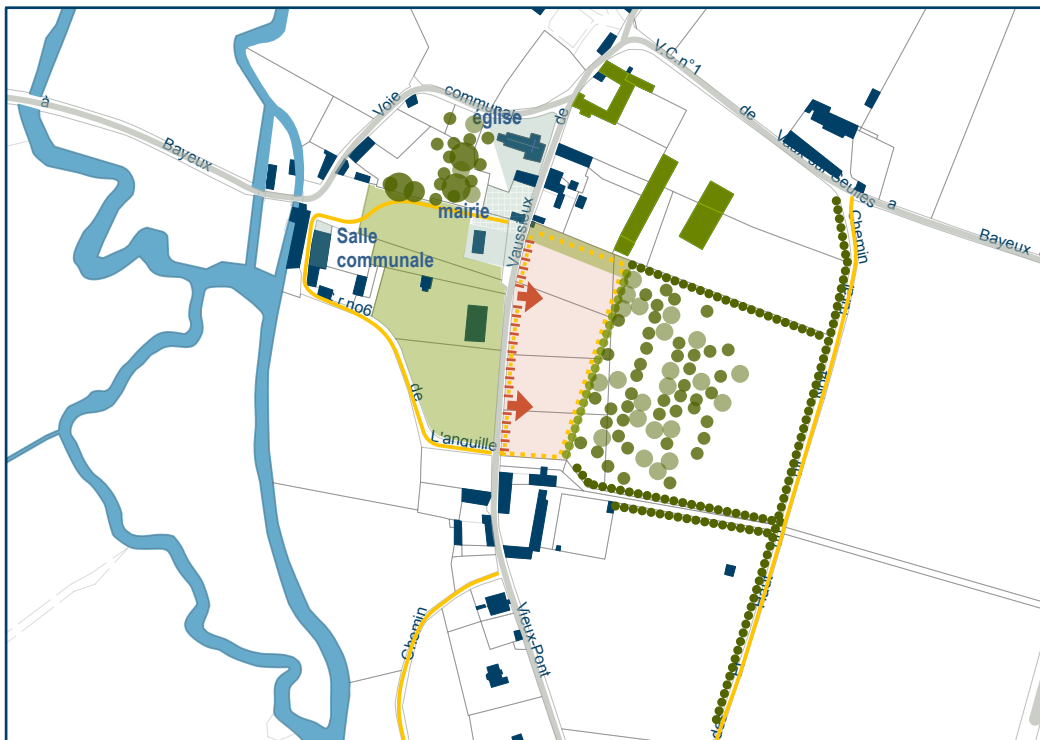 V.C.n°1
à
Voie
communale
de
de
église
Bayeux
Vaux sur Seulles
a
mairie
Chemin
Vaussieux
Bayeux
Salle
communale
rural
r.no6
de
L'anguille
Chemin
Vieux-Pont